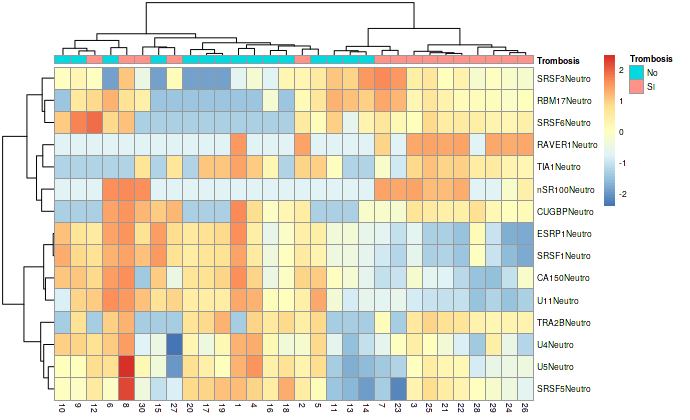 Trombosis
Trombosis
No
SI
2
1
0
-1
-2
SRSF3Neutro
RBM17Neutro
SRSF6Neutro
RAVER1Neutro
TIA1Neutro
nSR100Neutro
CUGBPNeutro
ESRP1Neutro
SRSF1Neutro
CA150Neutro
U11Neutro
TRA2BNeutro
U4Neutro
U5Neutro
SRSF5Neutro
10 9 12 6 8 30 15 27 20 17 19 1 4 16 18 2 5 11 13 14 7 23 3 25 21 22 28 29 24 26